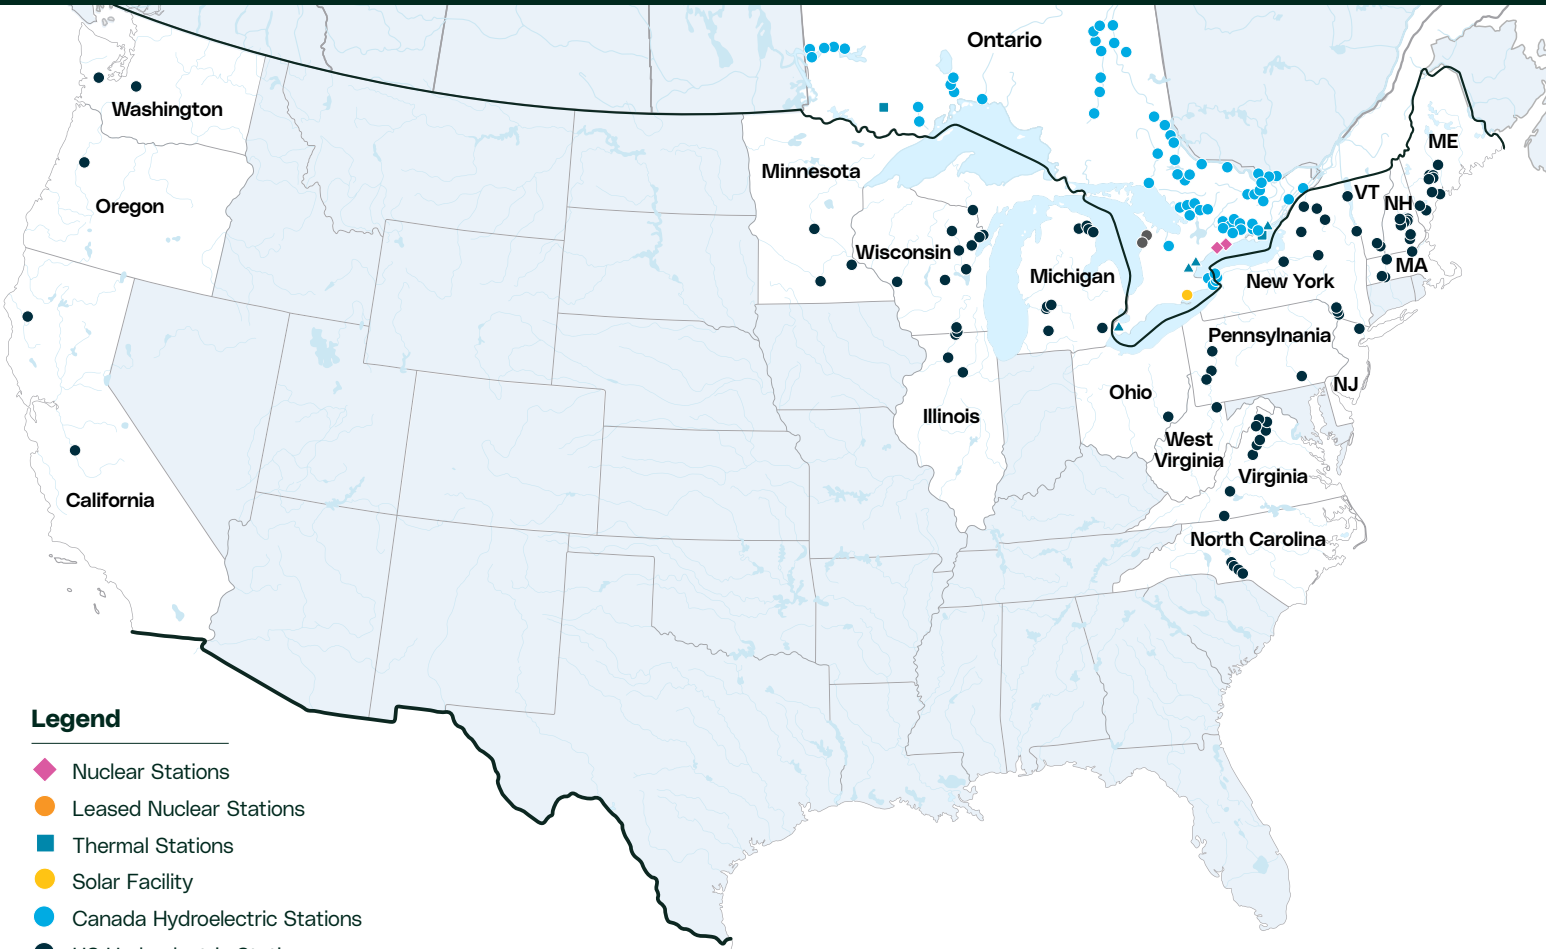 Ontario
Washington
Minnesota
ME
Oregon
VT
NH
Wisconsin
Michigan
MA
New York
Pennsylnania
NJ
Ohio
Illinois
West
Virginia
Virginia
California
North Carolina
Legend
Nuclear Stations
Leased Nuclear Stations
Thermal Stations
Solar Facility
Canada Hydroelectric Stations